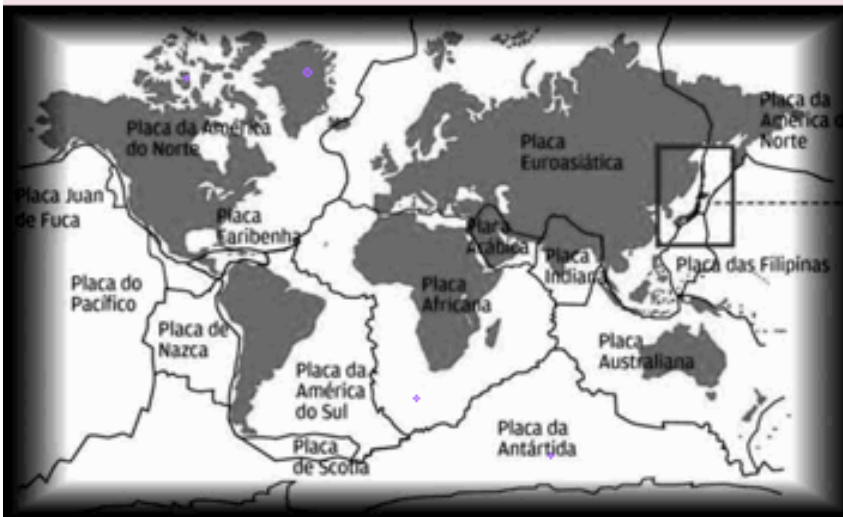 Placa da América
do Norte
Placa da
América d
Norte
Placa
Euroasiática
Placa Juan
de Fuca
Placa
Earibenha
Placa
Arábica
Placa
Indiana
Placa das Filipinas
Placa do
Pacífico
Placa
Africana
Placa de
Nazca
Placa
Australiana
Placa da
América
do Sul
Placa da
Antártida
Placa
de Scotia